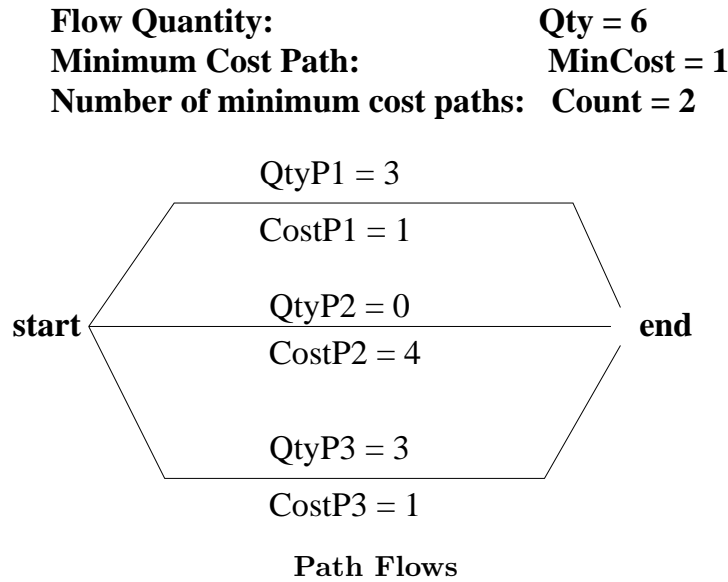 Flow Quantity: Qty = 6
Minimum Cost Path: MinCost = 1
Number of minimum cost paths: Count = 2
QtyP1 = 3
CostP1 = 1
QtyP2 = 0
start end
CostP2 = 4
QtyP3 = 3
CostP3 = 1
Path Flows